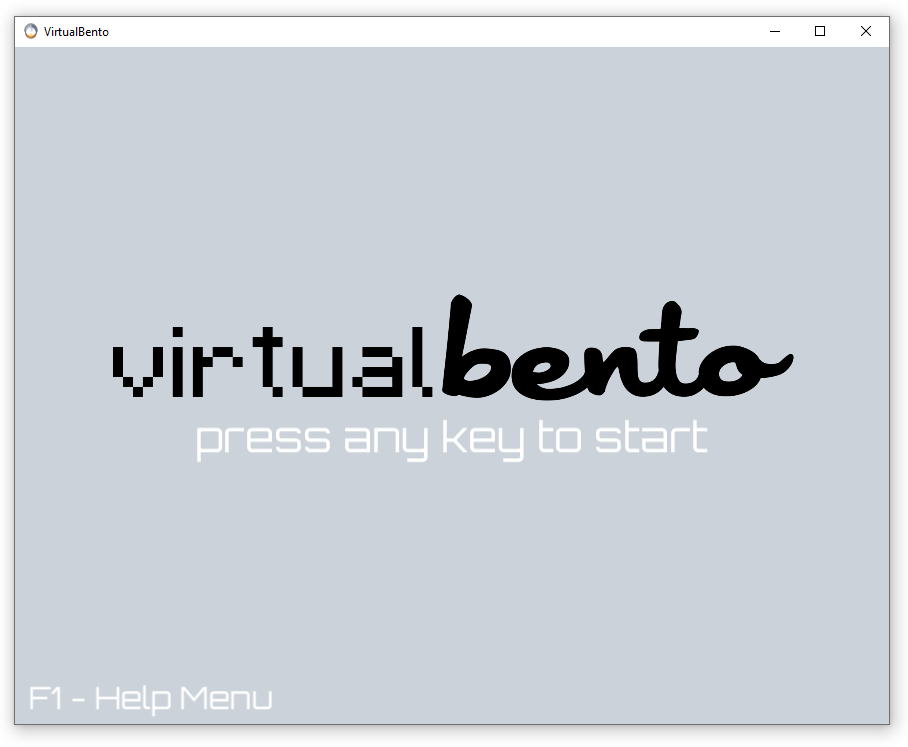 VirtualBento
virtualbento
press any key to start
F1 - Help Menu